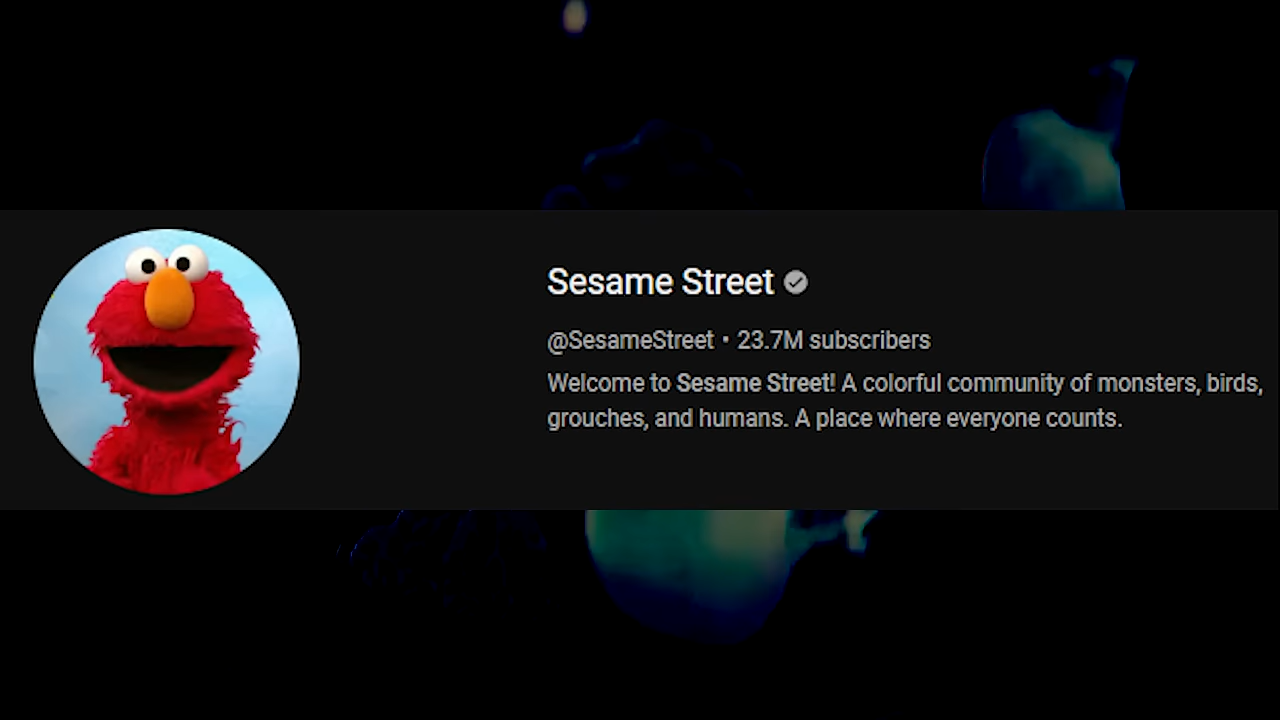 Sesame Street
@SesameStreet • 23.7M subscribers
Welcome to Sesame Street! A colorful community of monsters, birds,
grouches, and humans. A place where everyone counts.